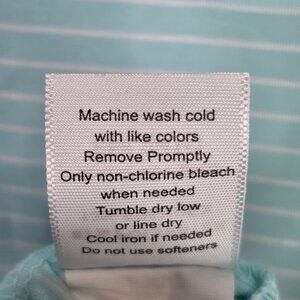 Machine wash cold
with like colors
Remove Promptly
Only non-chlorine bleach
when needed
Tumble dry low
or line dry
Cool iron if needed
Do not use softeners